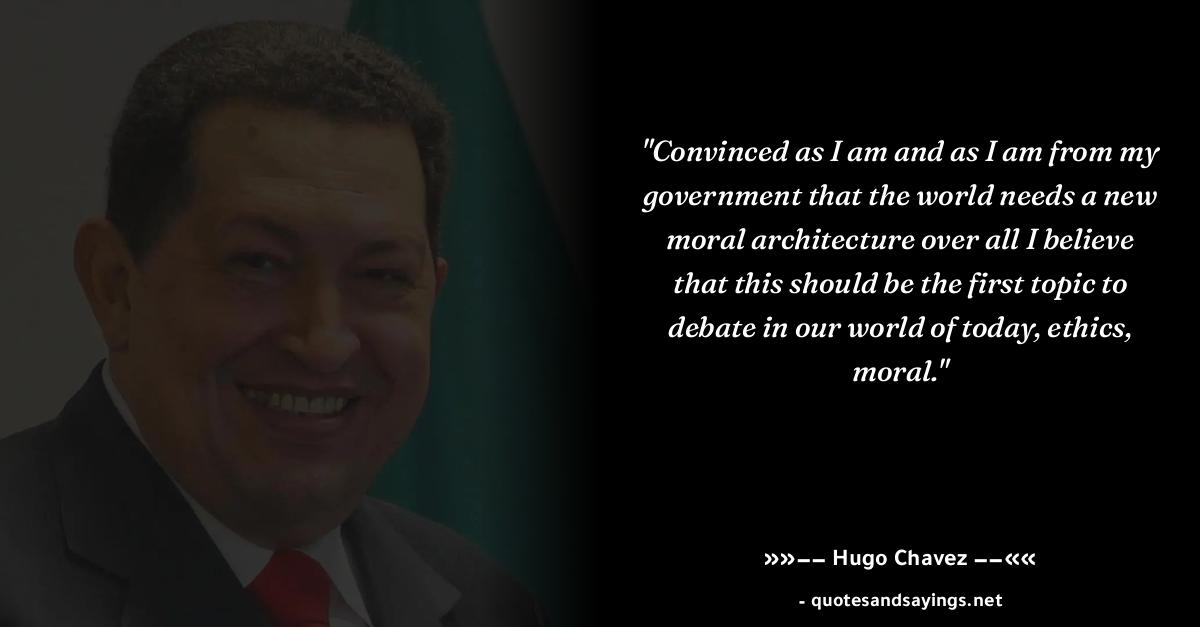 "Convinced as I am and as I am from my
government that the world needs a new
moral architecture over all I believe
that this should be the first topic to
debate in our world of today, ethics,
moral."
»»–– Hugo Chavez ––««
- quotesandsayings.net